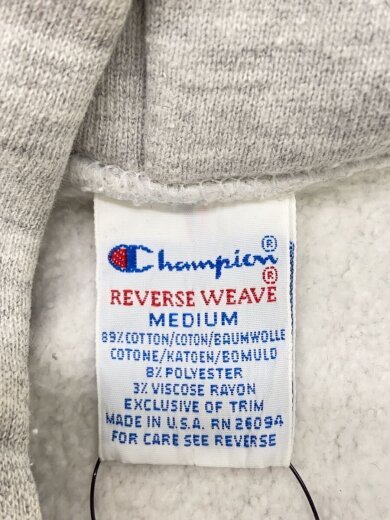 Champion®
REVERSE WEAVE®
MEDIUM
89% COTTON/COTON/BAUMWOLLE
COTONE/KATOEN/BOMULD
8% POLYESTER
3% VISCOSE RAYON
EXCLUSIVE OF TRIM
MADE IN U.S.A. RN 26094
FOR CARE SEE REVERSE